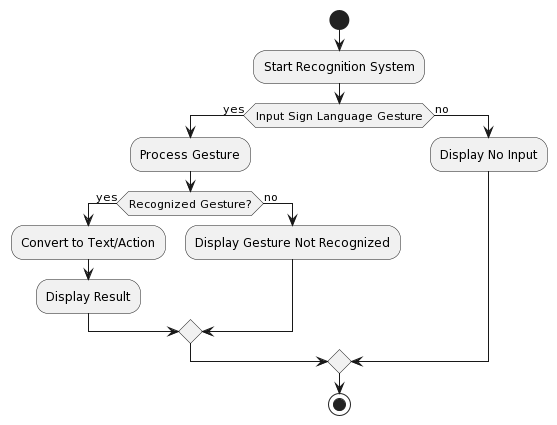 Start Recognition System
yes
Input Sign Language Gesture
no
Process Gesture
Display No Input
yes
Recognized Gesture?
no
Convert to Text/Action
Display Gesture Not Recognized
Display Result